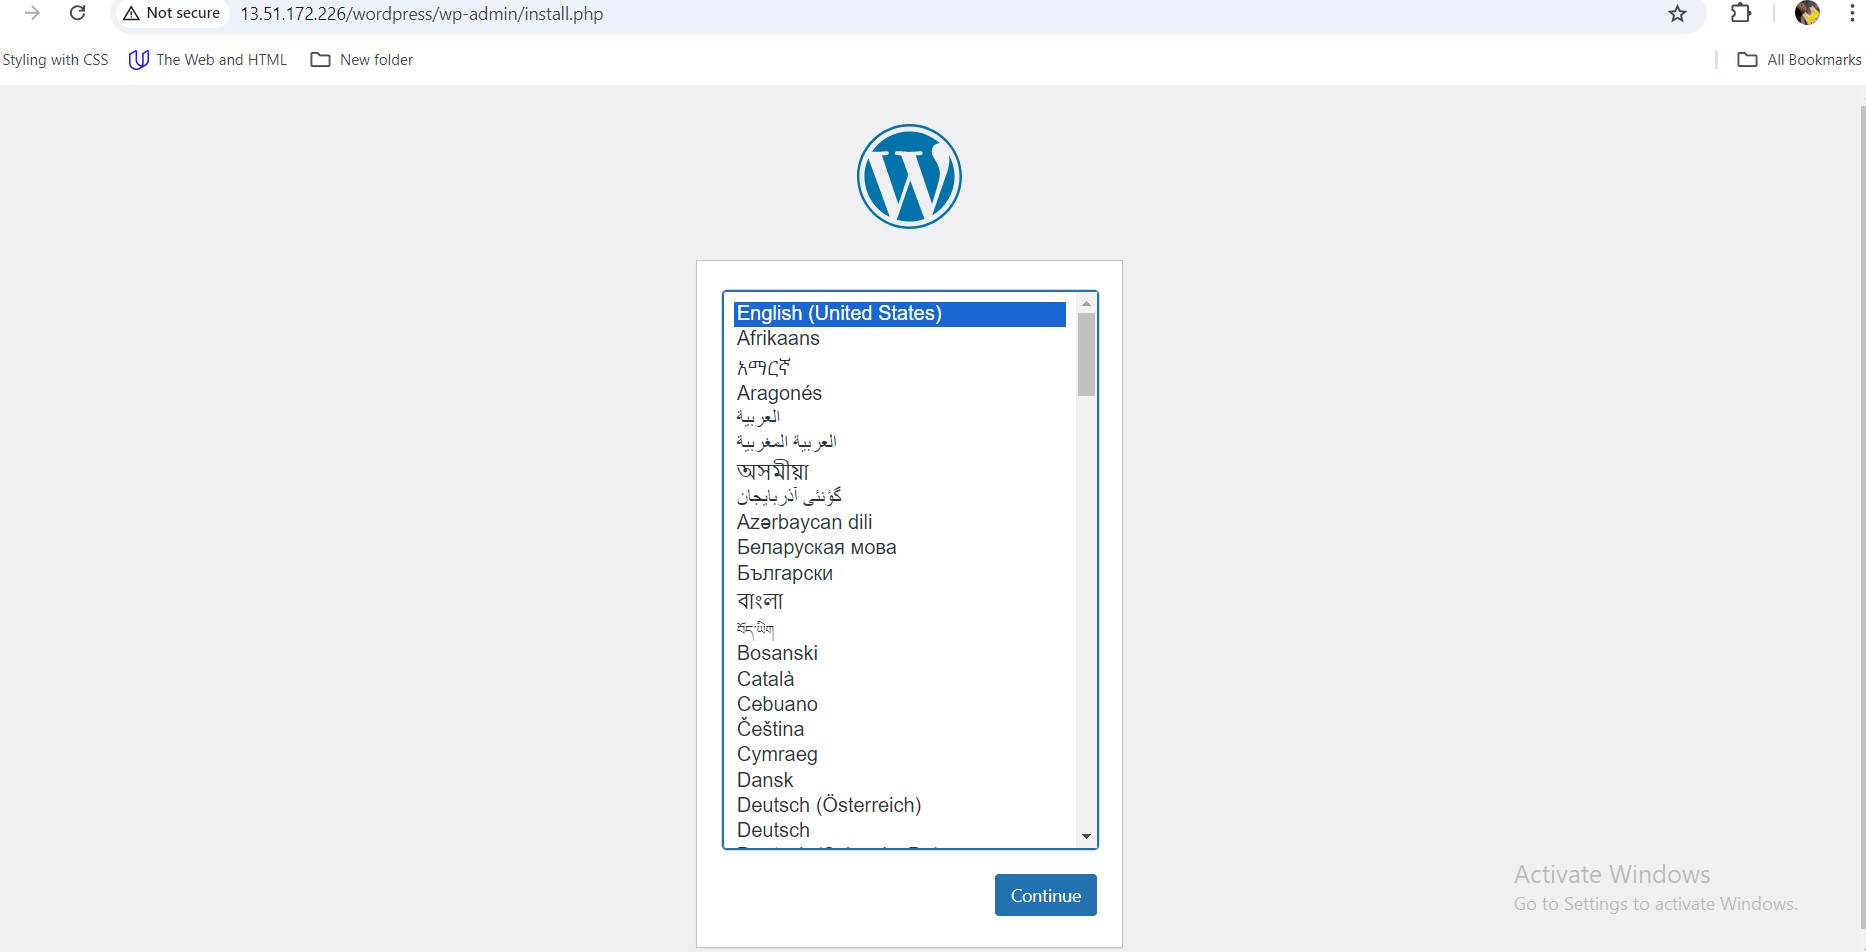 Not secure 13.51.172.226/wordpress/wp-admin/install.php
Styling with CSS The Web and HTML New folder All Bookmarks
English (United States)
Afrikaans
አማርኛ
Aragonés
العربية
العربية المغربية
অসমীয়া
گؤنئی آذربایجان
Azərbaycan dili
Беларуская мова
Български
বাংলা
བོད་ཡིག
Bosanski
Català
Cebuano
Čeština
Cymraeg
Dansk
Deutsch (Österreich)
Deutsch
Continue
Activate Windows
Go to Settings to activate Windows.